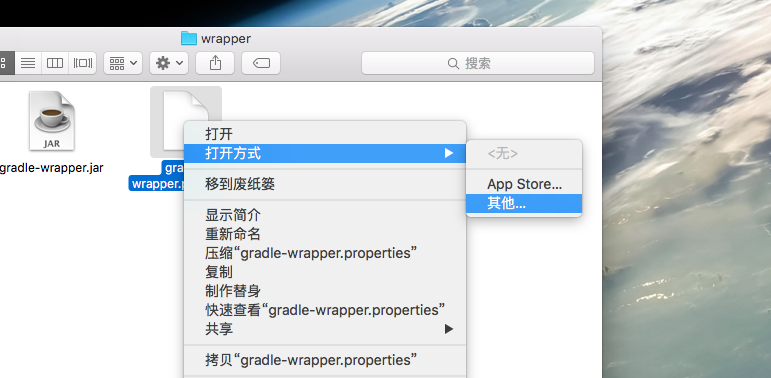 wrapper
搜索
JAR
gradle-wrapper.jar
gra
wrapper.p
打开
打开方式
移到废纸篓
显示简介
重新命名
压缩“gradle-wrapper.properties”
复制
制作替身
快速查看“gradle-wrapper.properties”
共享
拷贝“gradle-wrapper.properties”
<无>
App Store...
其他...